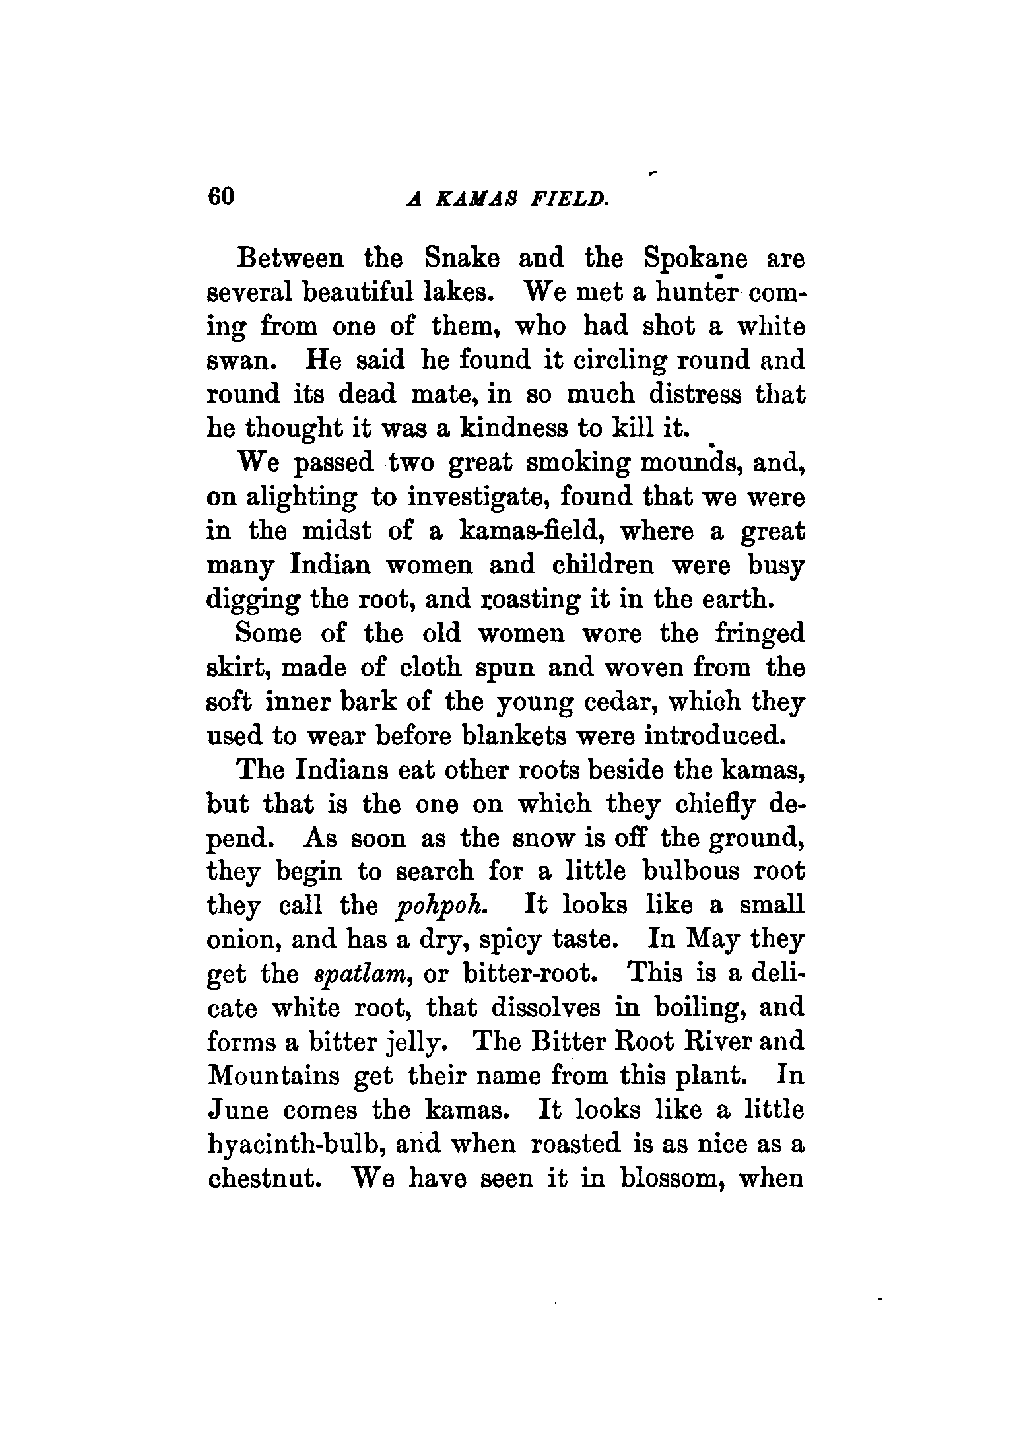 60 A KAMAS FIELD.
Between the Snake and the Spokane are
several beautiful lakes. We met a hunter com-
ing from one of them, who had shot a white
swan. He said he found it circling round and
round its dead mate, in so much distress that
he thought it was a kindness to kill it.
We passed two great smoking mounds, and,
on alighting to investigate, found that we were
in the midst of a kamas-field, where a great
many Indian women and children were busy
digging the root, and roasting it in the earth.
Some of the old women wore the fringed
skirt, made of cloth spun and woven from the
soft inner bark of the young cedar, which they
used to wear before blankets were introduced.
The Indians eat other roots beside the kamas,
but that is the one on which they chiefly de-
pend. As soon as the snow is off the ground,
they begin to search for a little bulbous root
they call the pohpoh. It looks like a small
onion, and has a dry, spicy taste. In May they
get the spatlam, or bitter-root. This is a deli-
cate white root, that dissolves in boiling, and
forms a bitter jelly. The Bitter Root River and
Mountains get their name from this plant. In
June comes the kamas. It looks like a little
hyacinth-bulb, and when roasted is as nice as a
chestnut. We have seen it in blossom, when